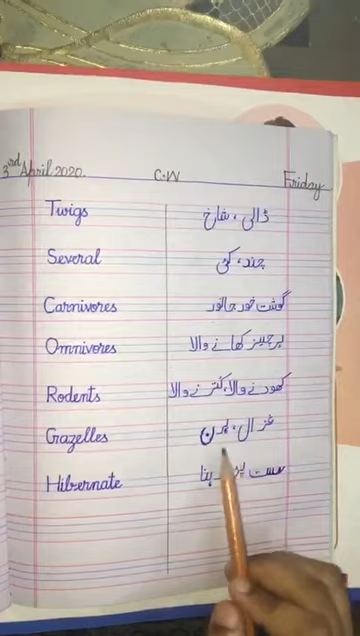 3rd April 2020. C.W Friday
Twigs ڈالی، شاخ
Several چند، کئی
Carnivores گوشت خور جانور
Omnivores ہر چیز کھانے والا
Rodents کھودنے والا، کترنے والا
Gazelles غزال، ہرن
Hibernate سست